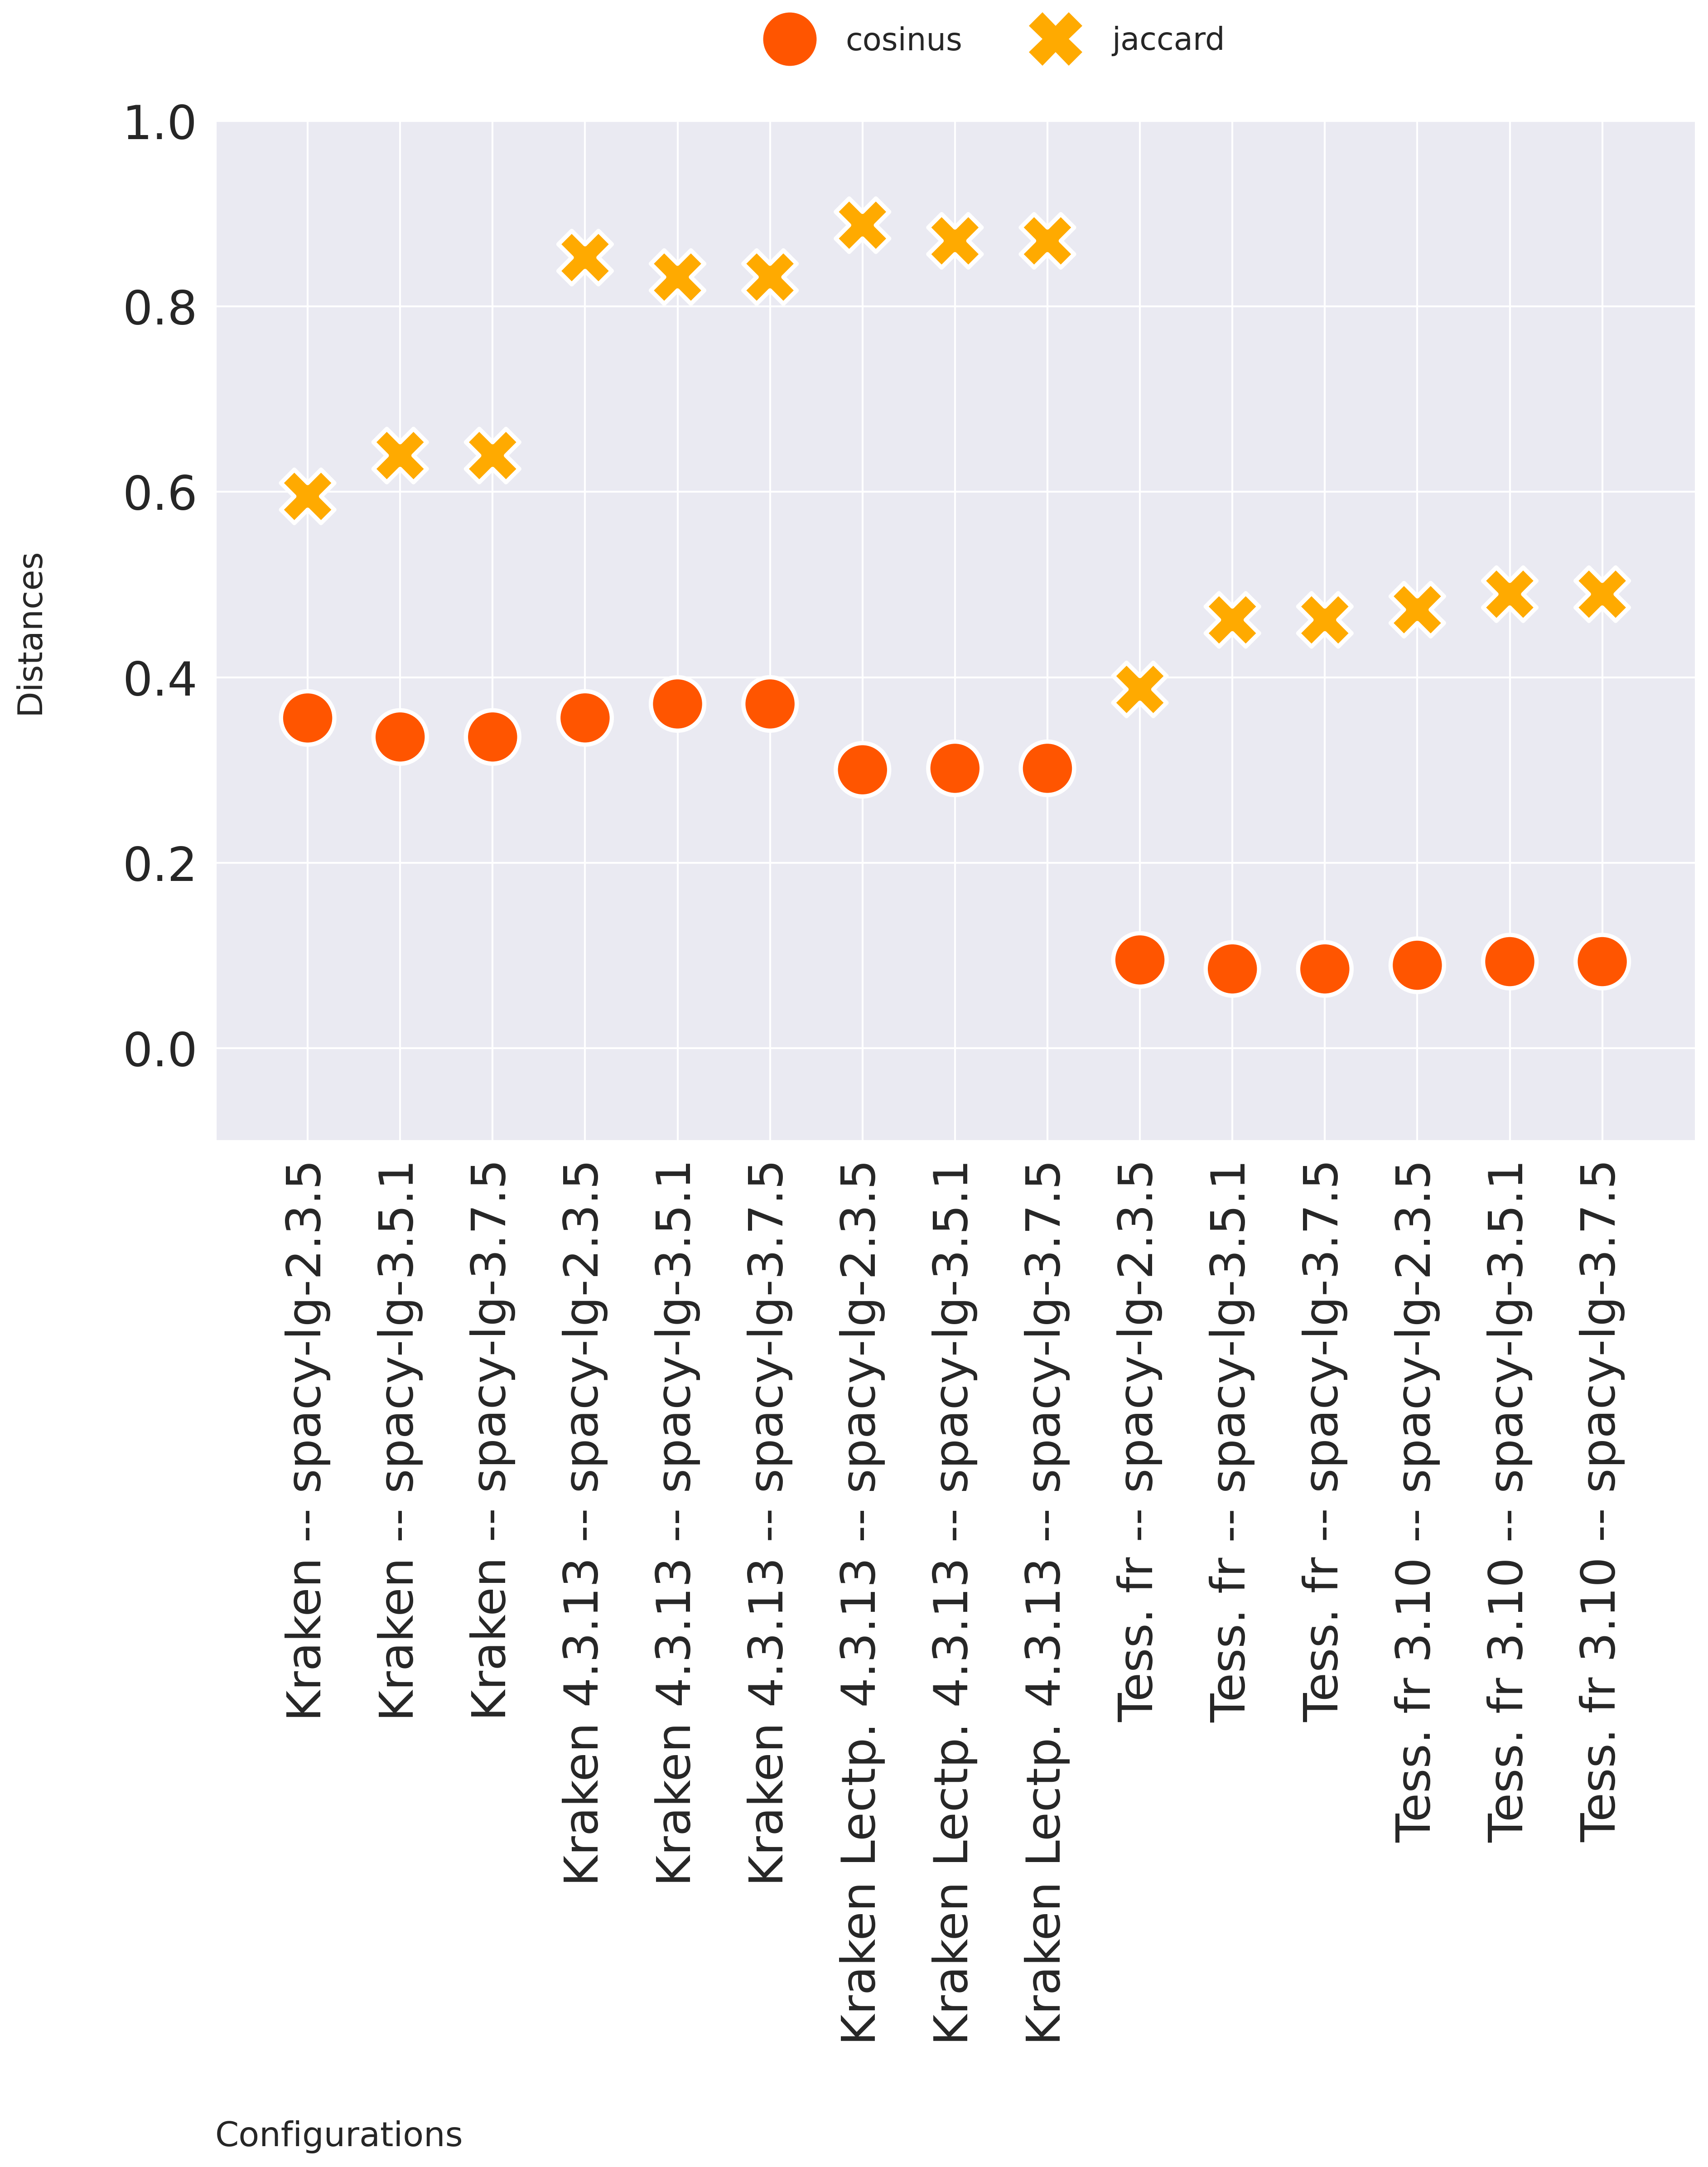 cosinus
jaccard
1.0
0.8
0.6
0.4
0.2
0.0
Distances
Kraken -- spacy-lg-2.3.5
Kraken -- spacy-lg-3.5.1
Kraken -- spacy-lg-3.7.5
Kraken 4.3.13 -- spacy-lg-2.3.5
Kraken 4.3.13 -- spacy-lg-3.5.1
Kraken 4.3.13 -- spacy-lg-3.7.5
Kraken Lectp. 4.3.13 -- spacy-lg-2.3.5
Kraken Lectp. 4.3.13 -- spacy-lg-3.5.1
Kraken Lectp. 4.3.13 -- spacy-lg-3.7.5
Tess. fr -- spacy-lg-2.3.5
Tess. fr -- spacy-lg-3.5.1
Tess. fr -- spacy-lg-3.7.5
Tess. fr 3.10 -- spacy-lg-2.3.5
Tess. fr 3.10 -- spacy-lg-3.5.1
Tess. fr 3.10 -- spacy-lg-3.7.5
Configurations